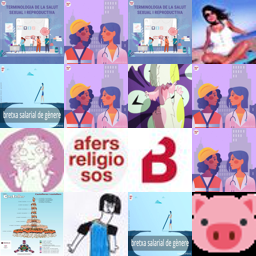 TERMINOLOGIA DE LA SALUT
SEXUAL I REPRODUCTIVA
TERMINOLOGIA DE LA SALUT
SEXUAL I REPRODUCTIVA
bretxa salarial de gènere
afers
religio
sos
B
bretxa salarial de gènere